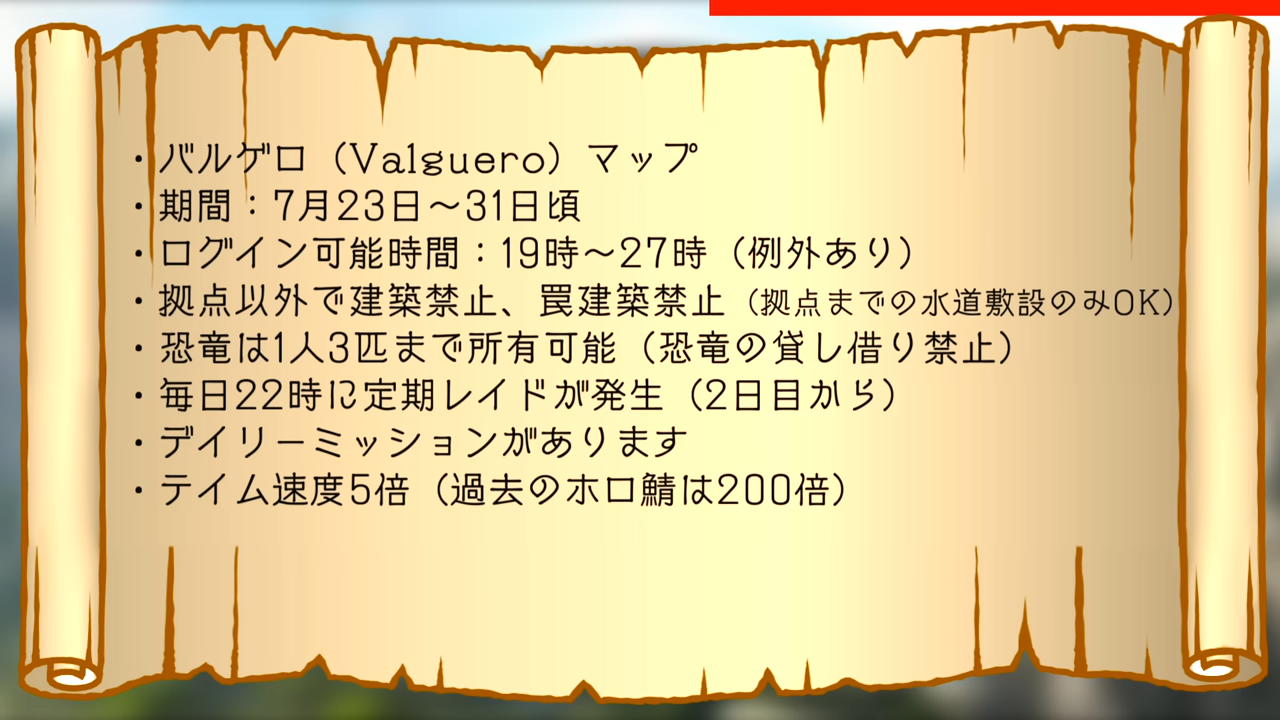 ・バルゲロ（Valguero）マップ
・期間：7月23日～31日頃
・ログイン可能時間：19時～27時（例外あり）
・拠点以外で建築禁止、罠建築禁止（拠点までの水道敷設のみOK）
・恐竜は1人3匹まで所有可能（恐竜の貸し借り禁止）
・毎日22時に定期レイドが発生（2日目から）
・デイリーミッションがあります
・テイム速度5倍（過去のホロ鯖は200倍）